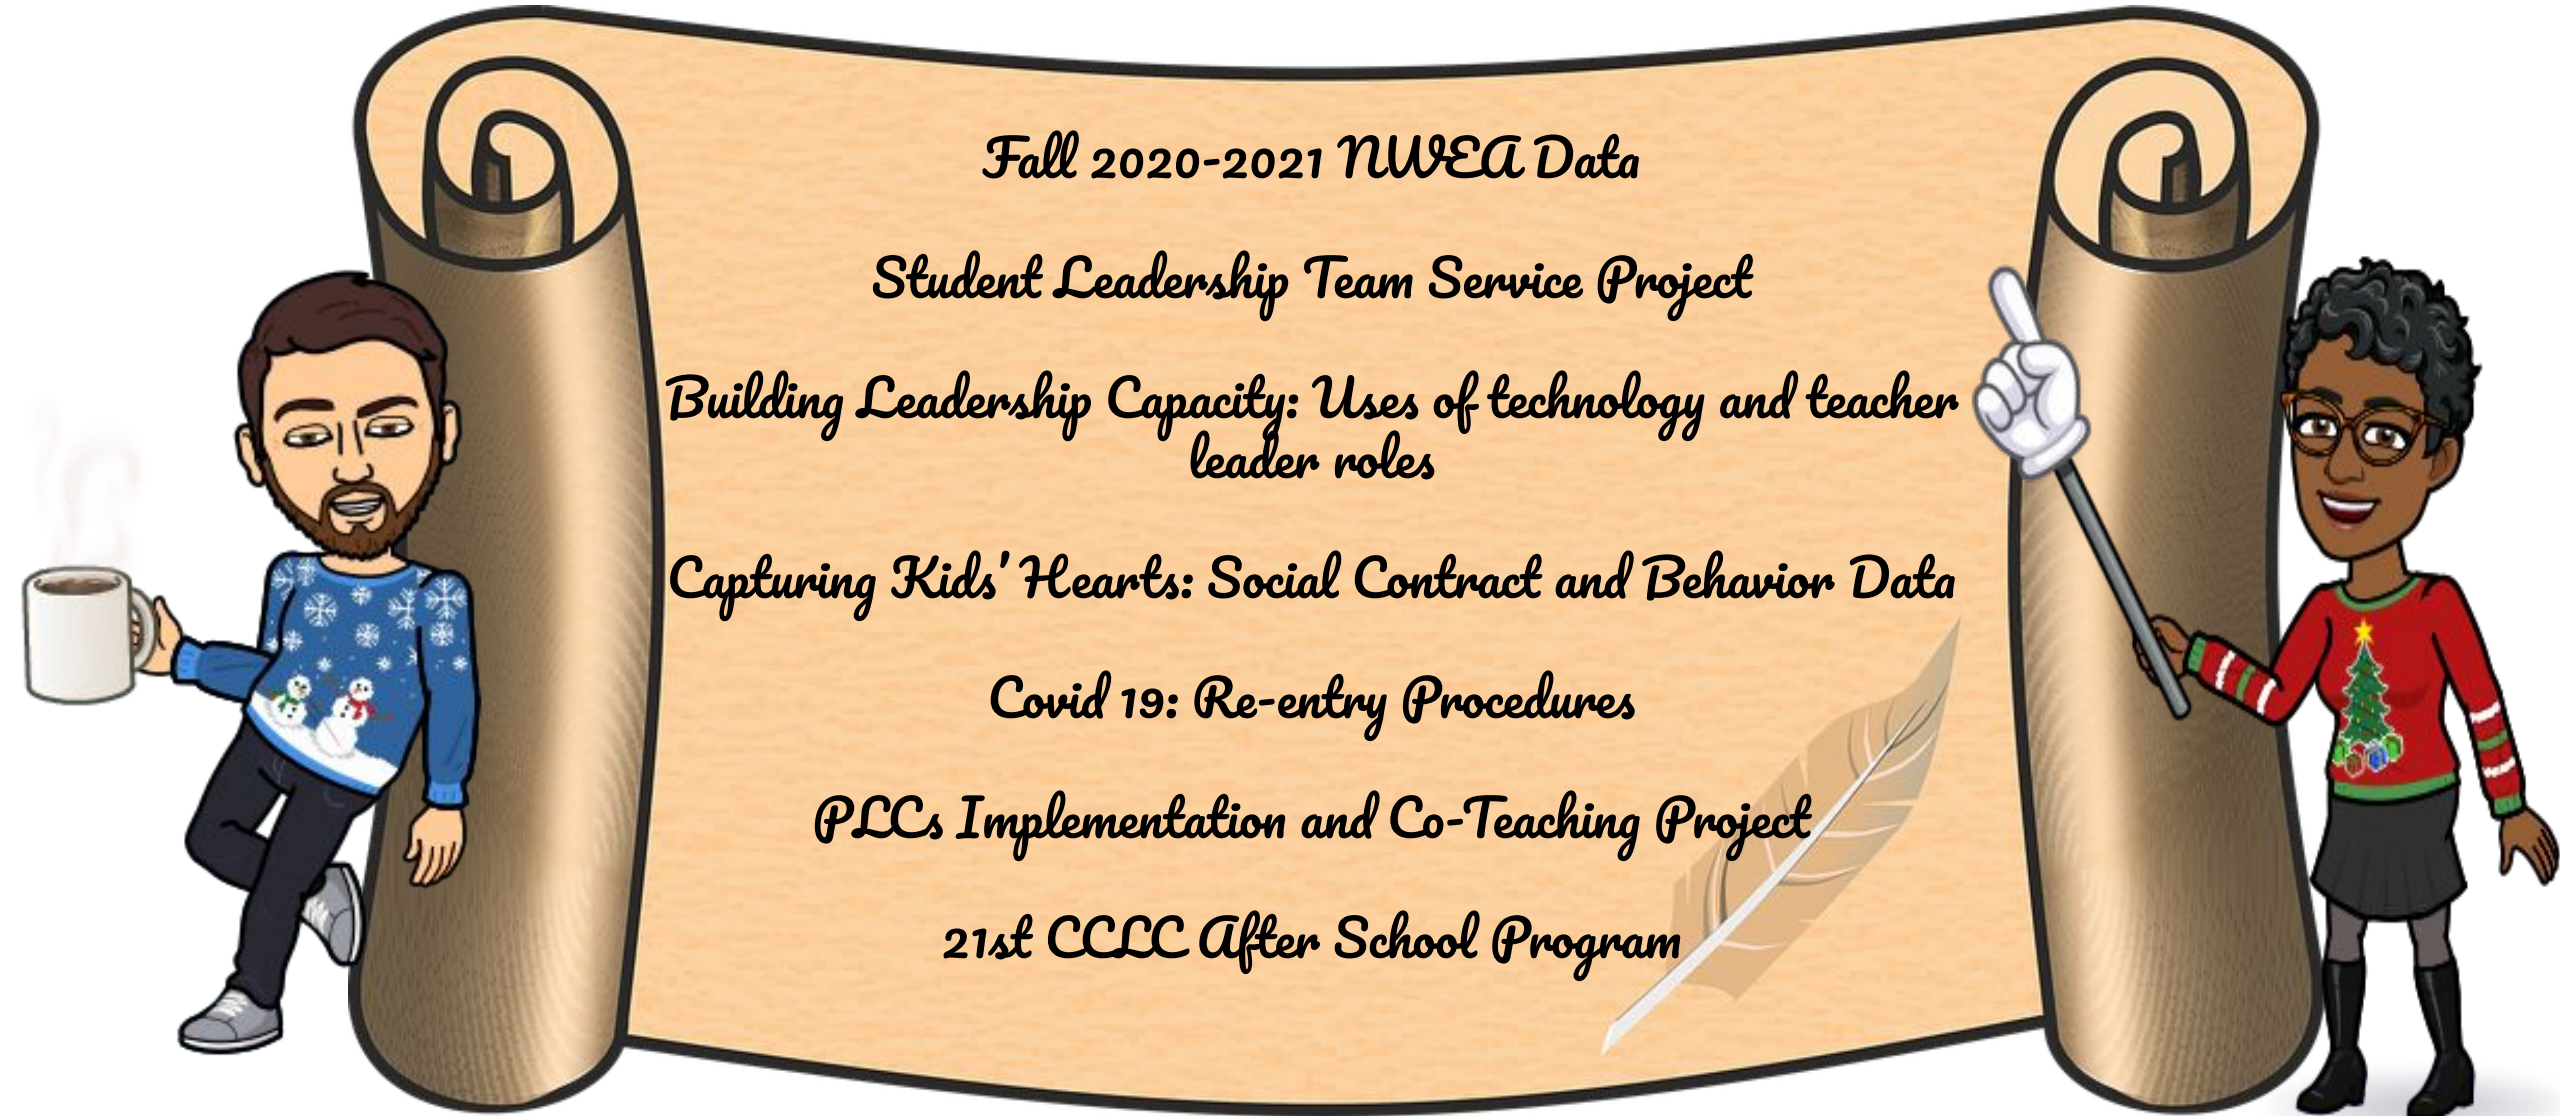 Fall 2020-2021 NWEA Data
Student Leadership Team Service Project
Building Leadership Capacity: Uses of technology and teacher
leader roles
Capturing Kids' Hearts: Social Contract and Behavior Data
Covid 19: Re-entry Procedures
PLCs Implementation and Co-Teaching Project
21st CCLC After School Program